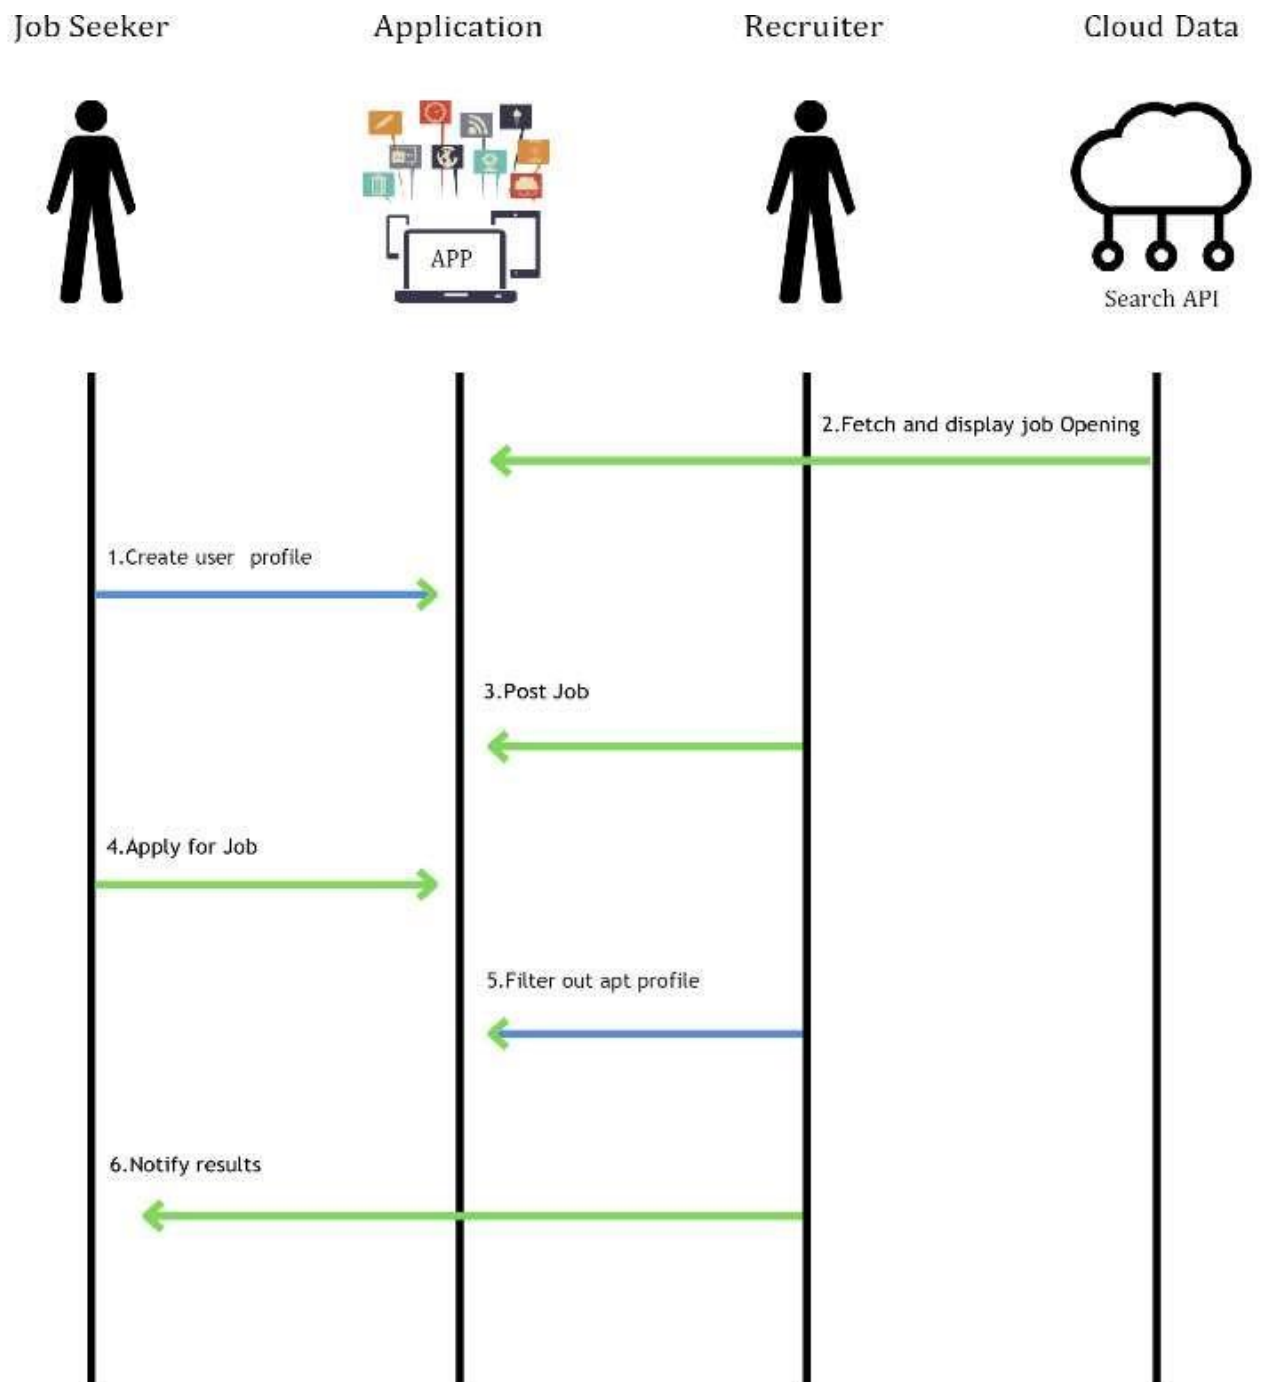 Job Seeker
Application
Recruiter
Cloud Data
APP
Search API
2.Fetch and display job Opening
1.Create user profile
3.Post Job
4.Apply for Job
5.Filter out apt profile
6.Notify results